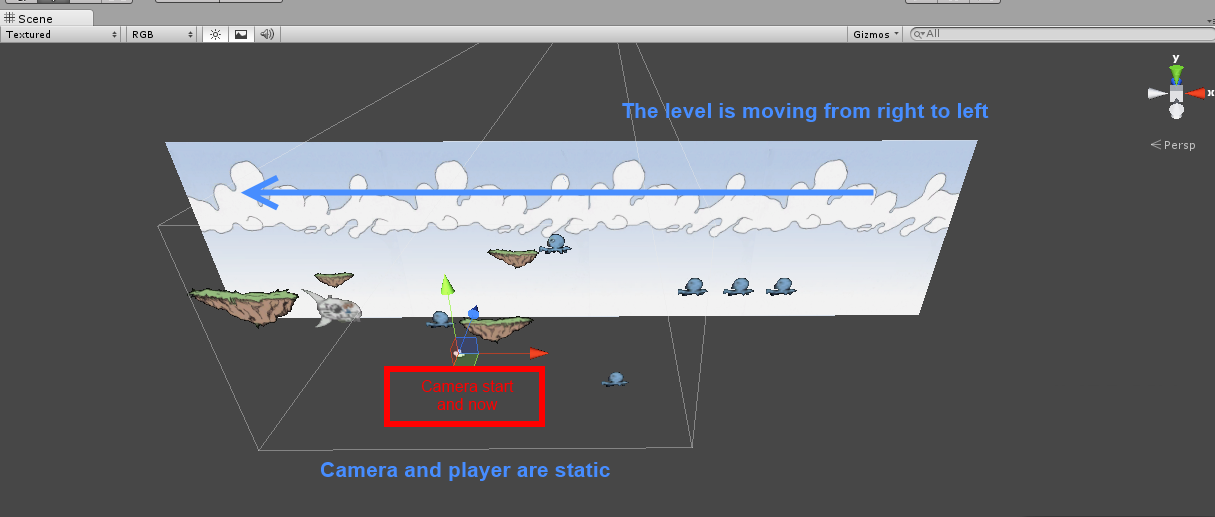 Scene
Textured
RGB
Gizmos
All
y
x
Persp
The level is moving from right to left
Camera start
and now
Camera and player are static